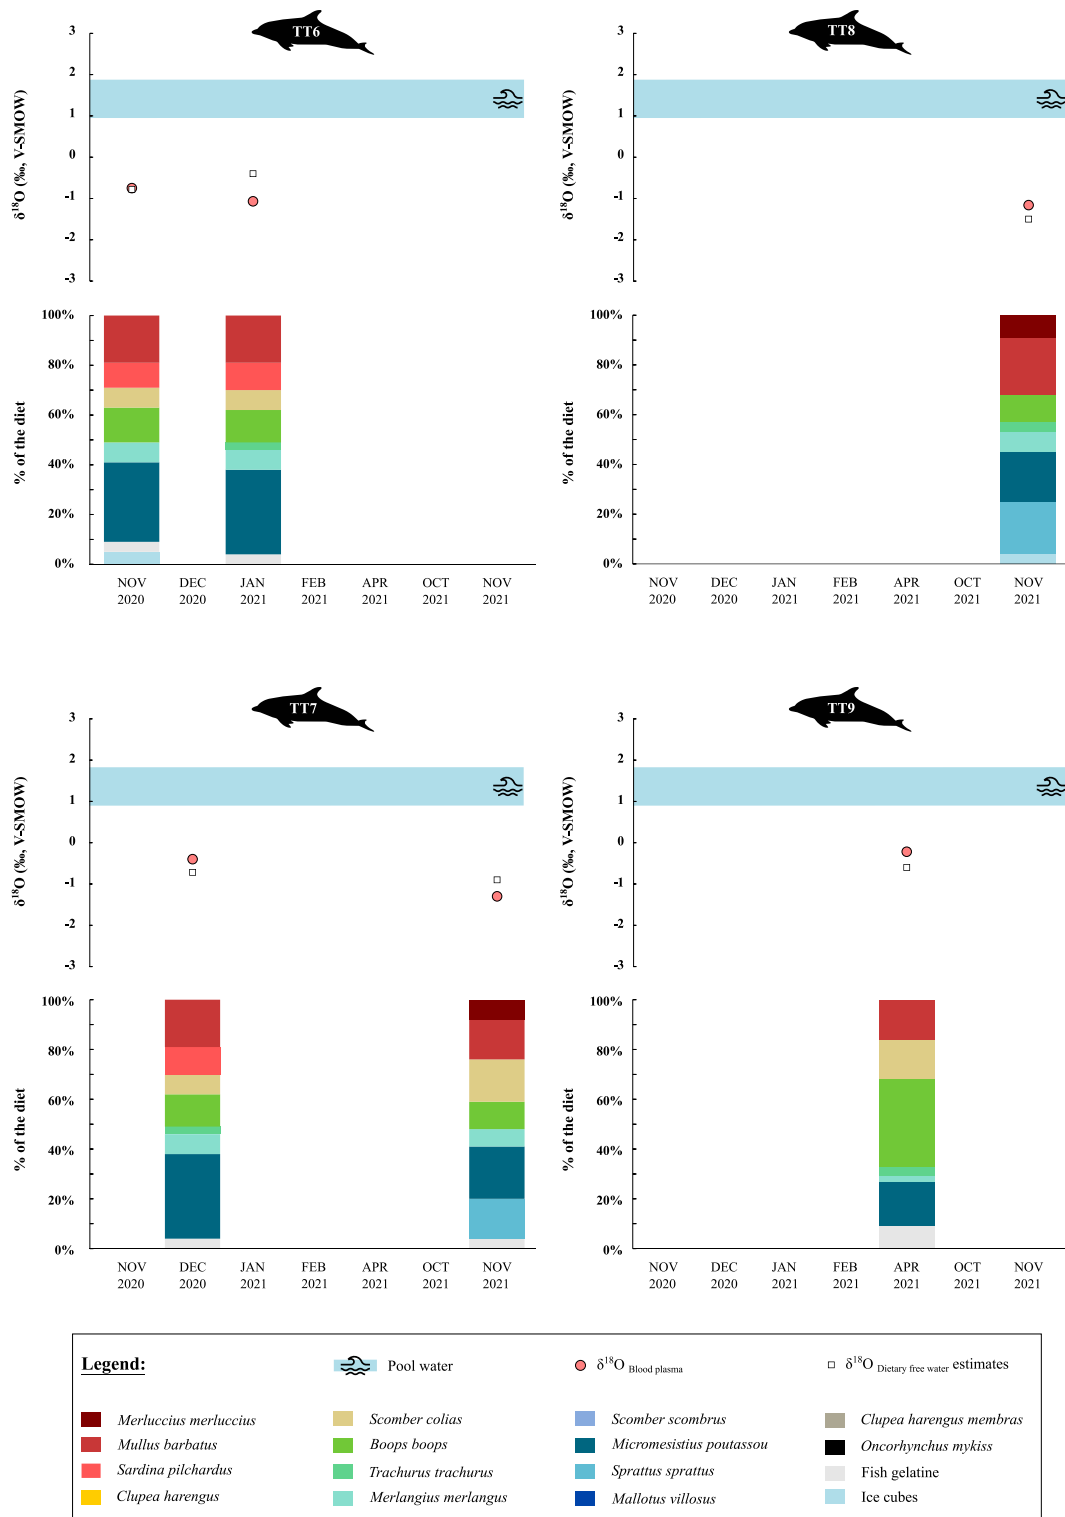 TT6
3
2
1
0
-1
-2
-3
δ¹⁸O (‰, V-SMOW)
100%
80%
60%
40%
20%
0%
% of the diet
NOV DEC JAN FEB APR OCT NOV
2020 2020 2021 2021 2021 2021 2021
TT8
3
2
1
0
-1
-2
-3
δ¹⁸O (‰, V-SMOW)
100%
80%
60%
40%
20%
0%
% of the diet
NOV DEC JAN FEB APR OCT NOV
2020 2020 2021 2021 2021 2021 2021
TT7
3
2
1
0
-1
-2
-3
δ¹⁸O (‰, V-SMOW)
100%
80%
60%
40%
20%
0%
% of the diet
NOV DEC JAN FEB APR OCT NOV
2020 2020 2021 2021 2021 2021 2021
TT9
3
2
1
0
-1
-2
-3
δ¹⁸O (‰, V-SMOW)
100%
80%
60%
40%
20%
0%
% of the diet
NOV DEC JAN FEB APR OCT NOV
2020 2020 2021 2021 2021 2021 2021
Legend:
Pool water
δ¹⁸O Blood plasma
δ¹⁸O Dietary free water estimates
Merluccius merluccius
Mullus barbatus
Sardina pilchardus
Clupea harengus
Scomber colias
Boops boops
Trachurus trachurus
Merlangius merlangus
Scomber scombrus
Micromesistius poutassou
Sprattus sprattus
Mallotus villosus
Clupea harengus membras
Oncorhynchus mykiss
Fish gelatine
Ice cubes